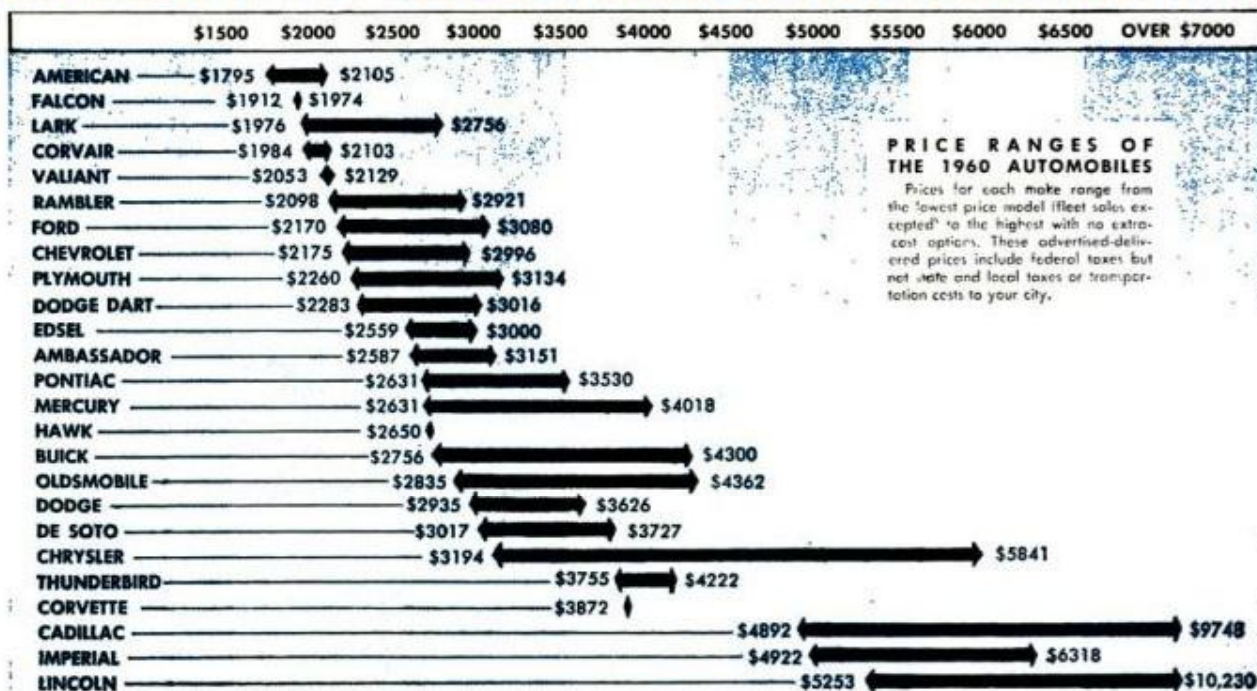 $1500 $2000 $2500 $3000 $3500 $4000 $4500 $5000 $5500 $6000 $6500 OVER $7000
AMERICAN $1795 $2105
FALCON $1912 $1974
LARK $1976 $2756
CORVAIR $1984 $2103
VALIANT $2053 $2129
RAMBLER $2098 $2921
FORD $2170 $3080
CHEVROLET $2175 $2996
PLYMOUTH $2260 $3134
DODGE DART $2283 $3016
EDSEL $2559 $3000
AMBASSADOR $2587 $3151
PONTIAC $2631 $3530
MERCURY $2631 $4018
HAWK $2650
BUICK $2756 $4300
OLDSMOBILE $2835 $4362
DODGE $2935 $3626
DE SOTO $3017 $3727
CHRYSLER $3194 $5841
THUNDERBIRD $3755 $4222
CORVETTE $3872
CADILLAC $4892 $9748
IMPERIAL $4922 $6318
LINCOLN $5253 $10,230
PRICE RANGES OF
THE 1960 AUTOMOBILES
Prices for each make range from
the lowest price model (fleet sales ex-
cepted) to the highest with no extra-
cost options. These advertised-deliv-
ered prices include federal taxes but
not state and local taxes or transpor-
tation costs to your city.